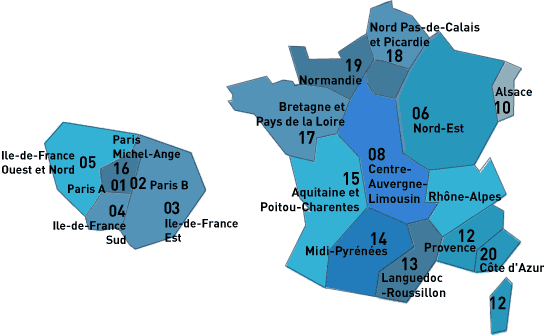 Nord Pas-de-Calais
et Picardie
18
19
Normandie
Alsace
10
06
Nord-Est
Bretagne et
Pays de la Loire
17
08
Centre-
Auvergne-
Limousin
15
Aquitaine et
Poitou-Charentes
Rhône-Alpes
14
Midi-Pyrénées
12
Provence
20
Côte d'Azur
13
Languedoc
-Roussillon
12
Paris
Michel-Ange
16
05
Ile-de-France
Ouest et Nord
Paris A
01
02
Paris B
04
Ile-de-France
Sud
03
Ile-de-France
Est